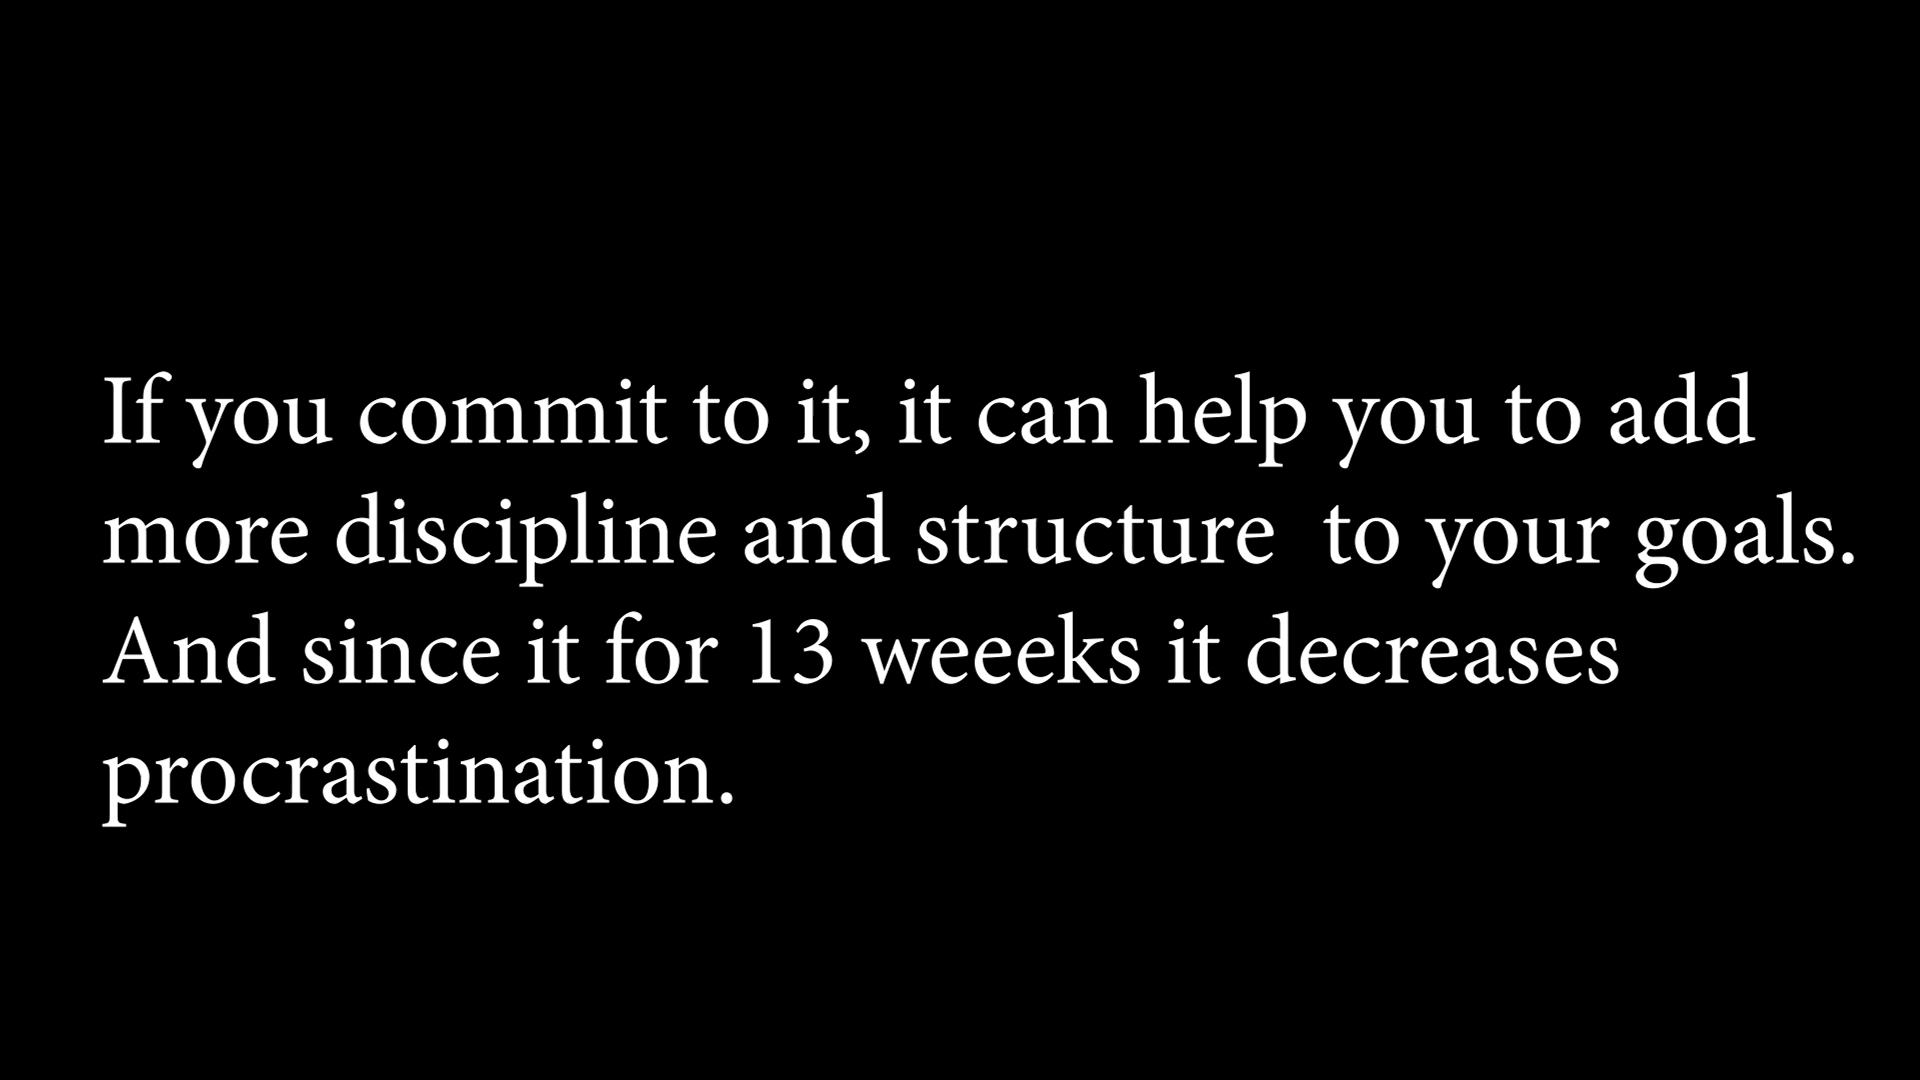 If you commit to it, it can help you to add
more discipline and structure  to your goals.
And since it for 13 weeeks it decreases
procrastination.